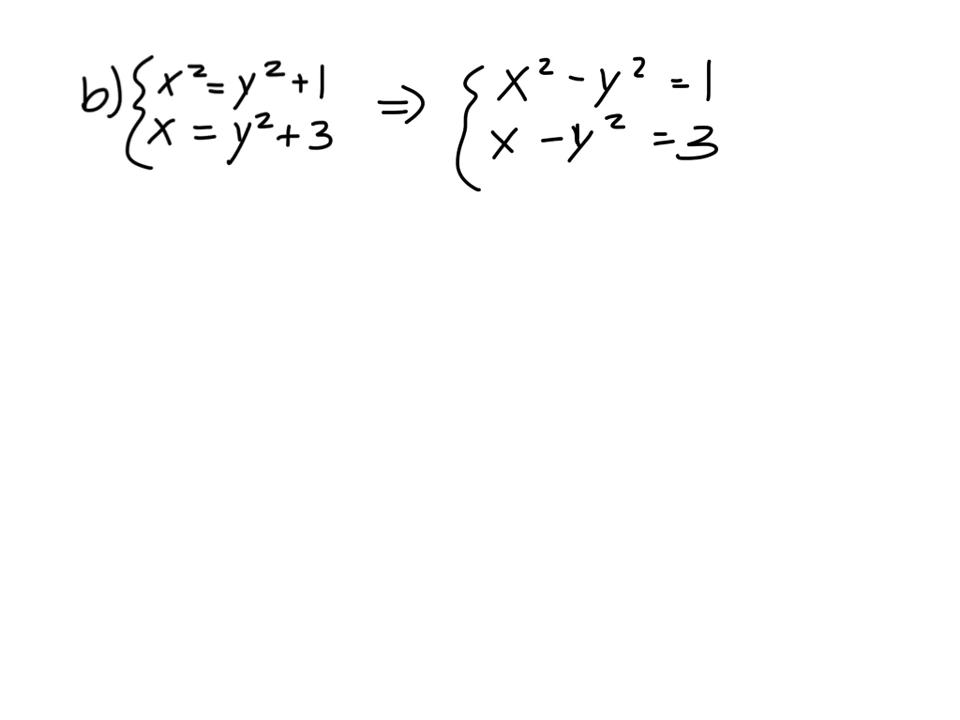 b) { x² = y² + 1 ⇒ { x² - y² = 1
x = y² + 3 x - y² = 3